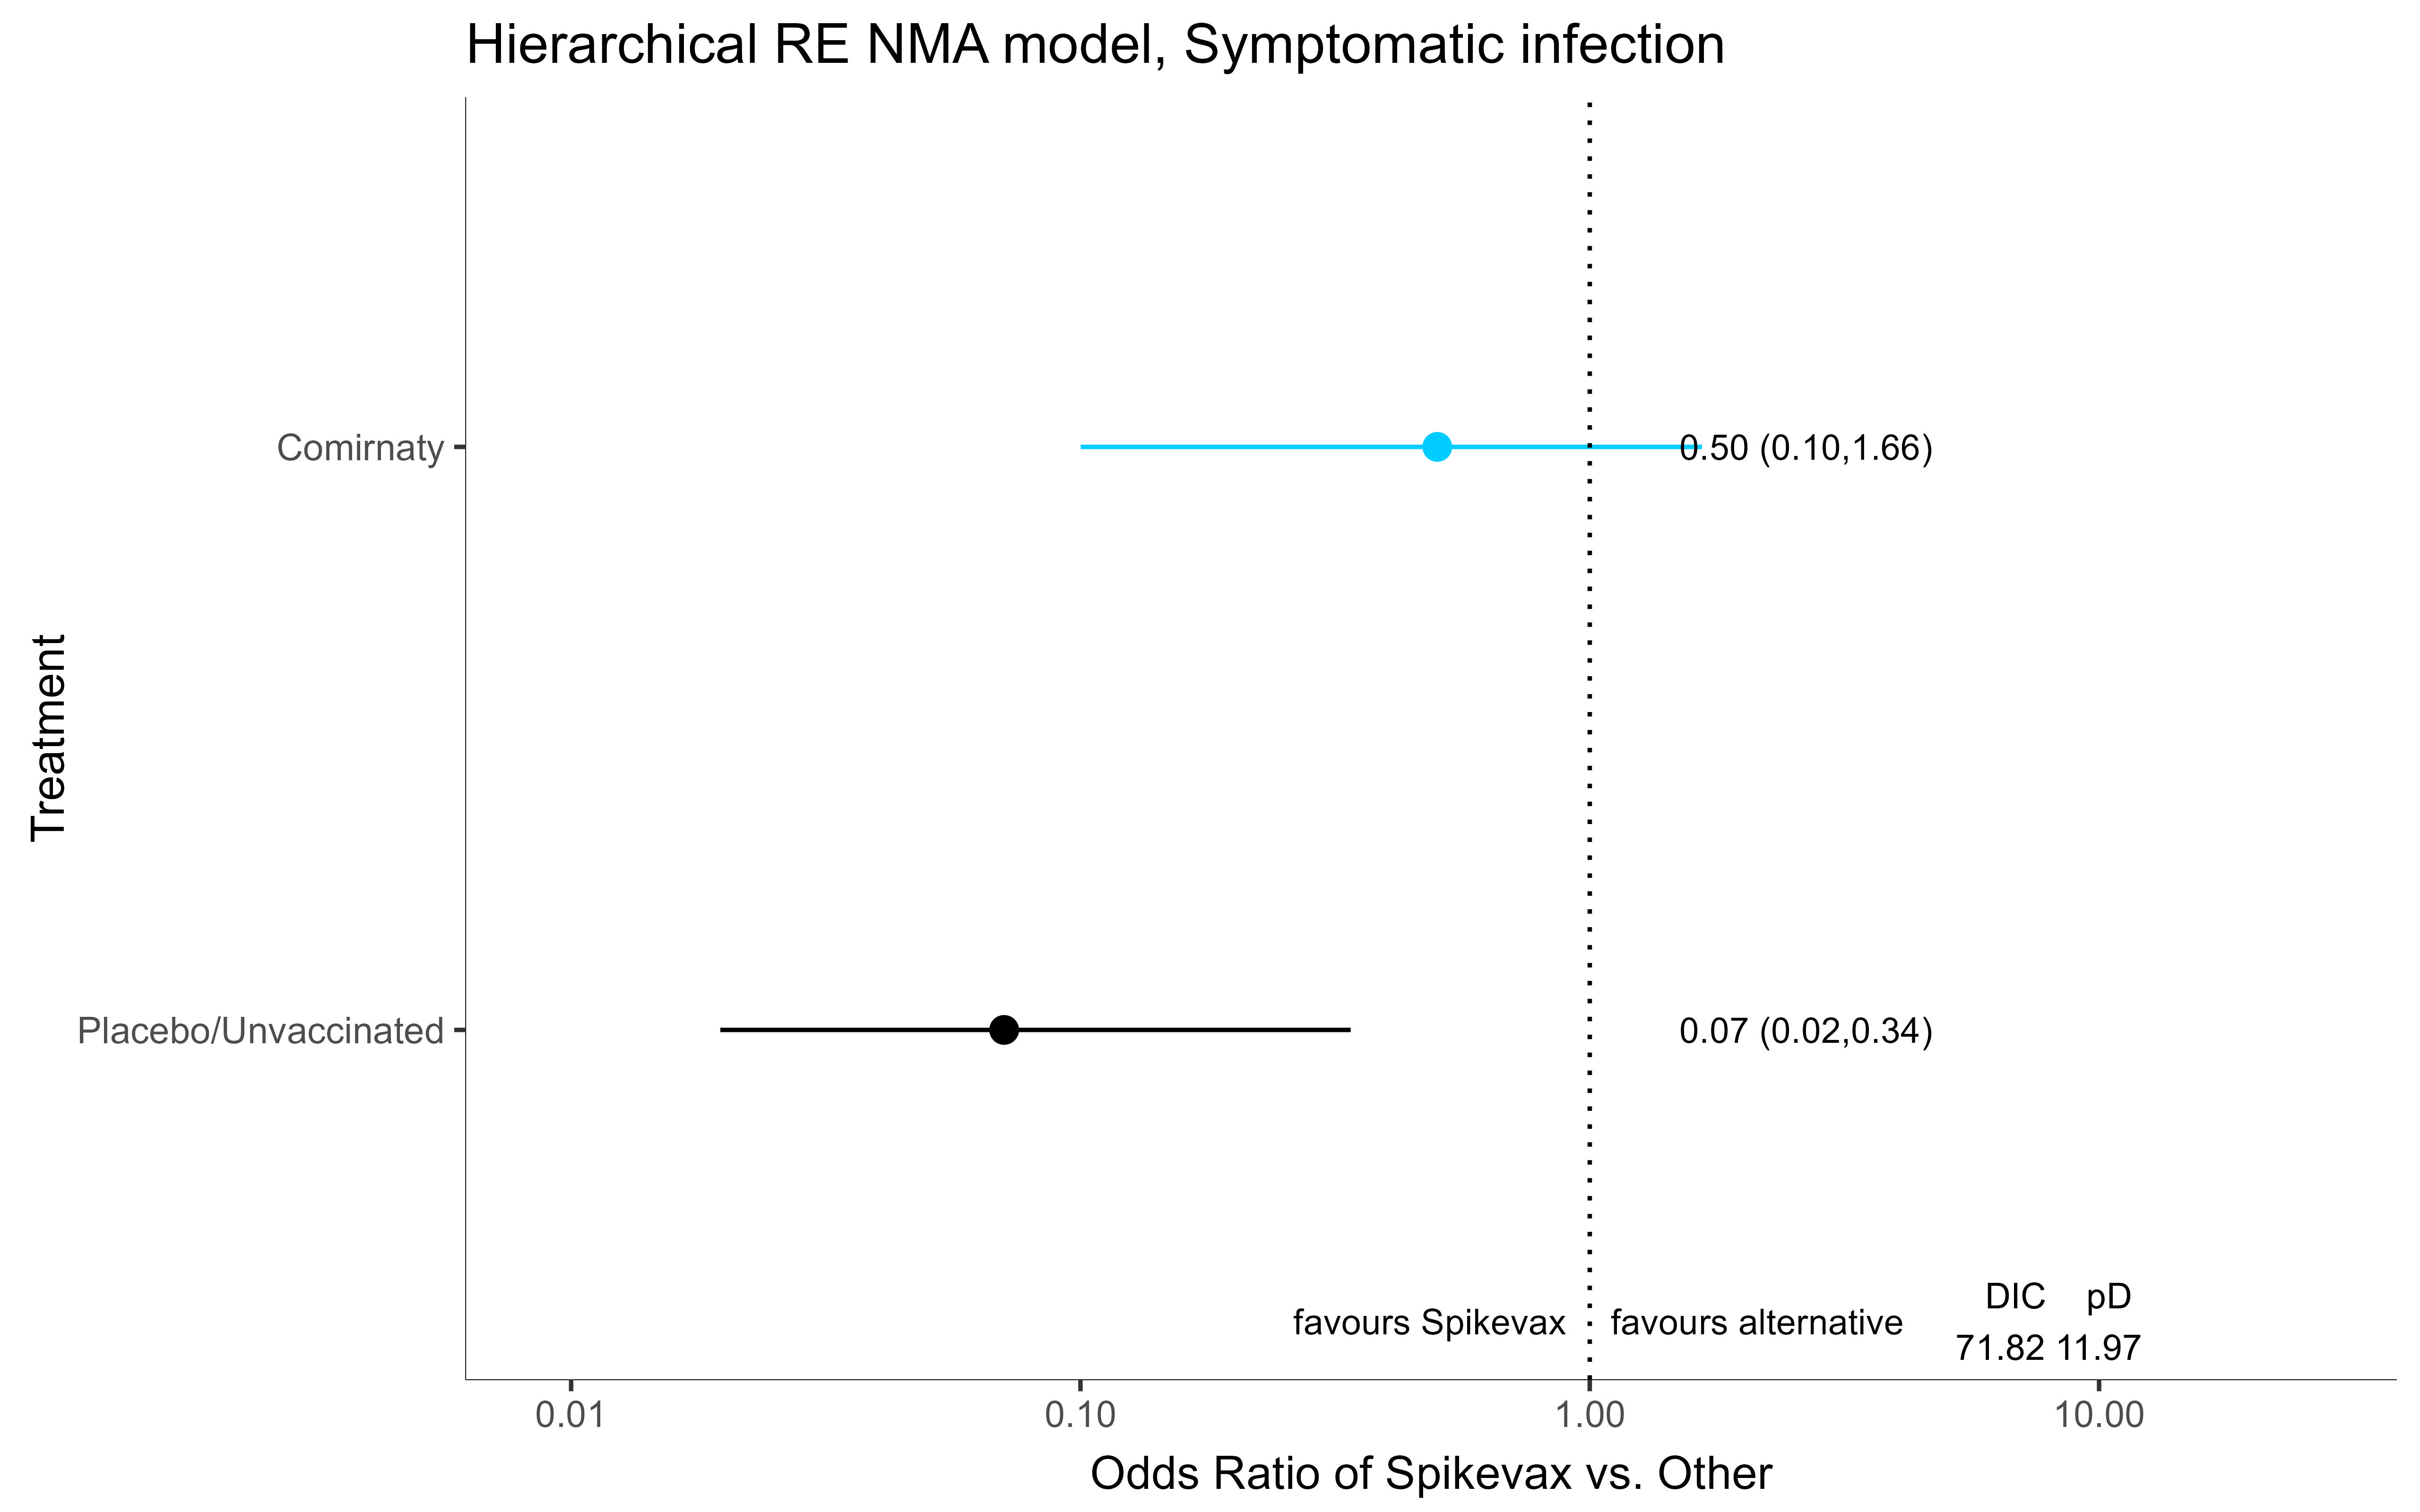 Hierarchical RE NMA model, Symptomatic infection
Treatment
Comirnaty
0.50 (0.10,1.66)
Placebo/Unvaccinated
0.07 (0.02,0.34)
favours Spikevax
favours alternative
DIC pD
71.82 11.97
0.01 0.10 1.00 10.00
Odds Ratio of Spikevax vs. Other